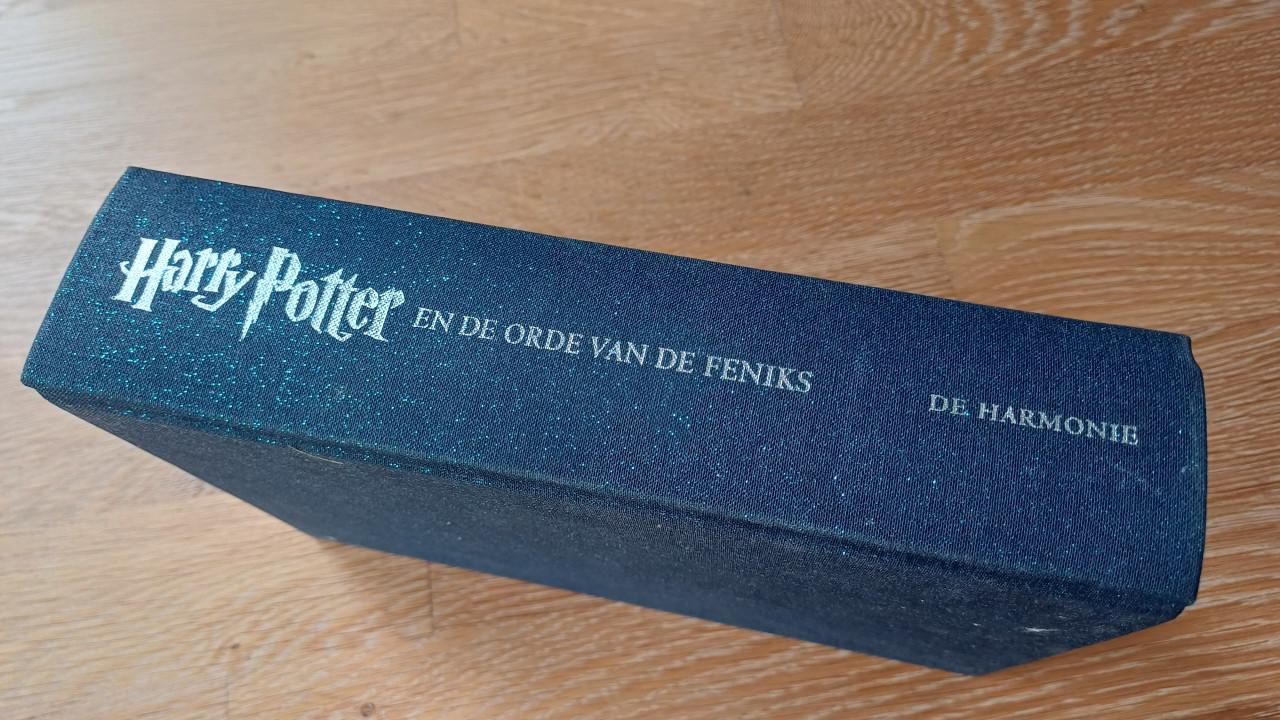 Harry Potter EN DE ORDE VAN DE FENIKS
DE HARMONIE